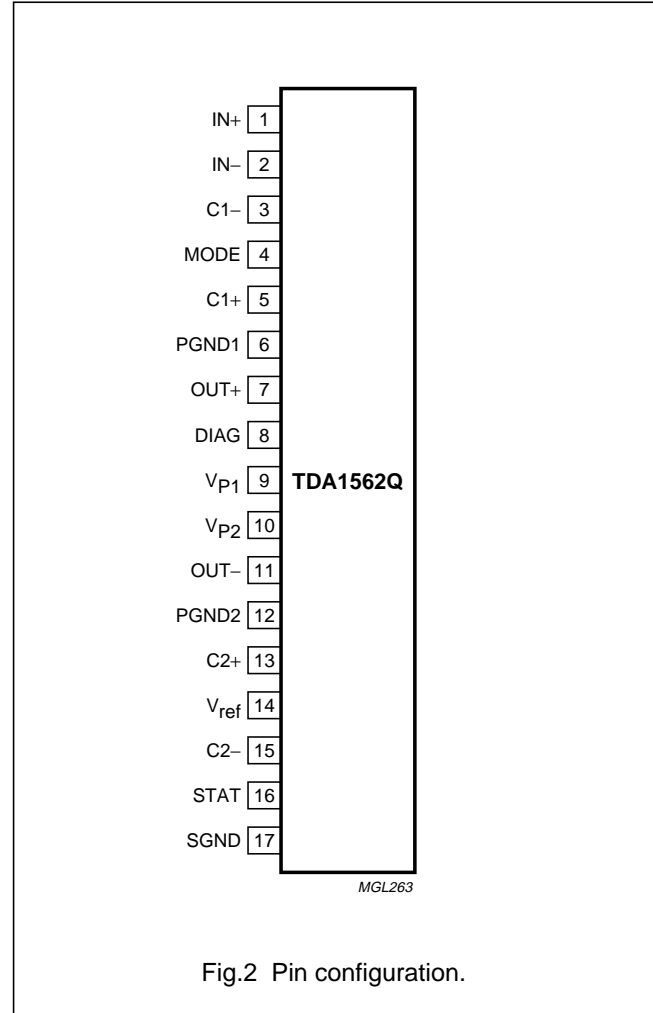 IN+ 1
IN− 2
C1− 3
MODE 4
C1+ 5
PGND1 6
OUT+ 7
DIAG 8
VP1 9 TDA1562Q
VP2 10
OUT− 11
PGND2 12
C2+ 13
Vref 14
C2− 15
STAT 16
SGND 17
MGL263
Fig.2 Pin configuration.